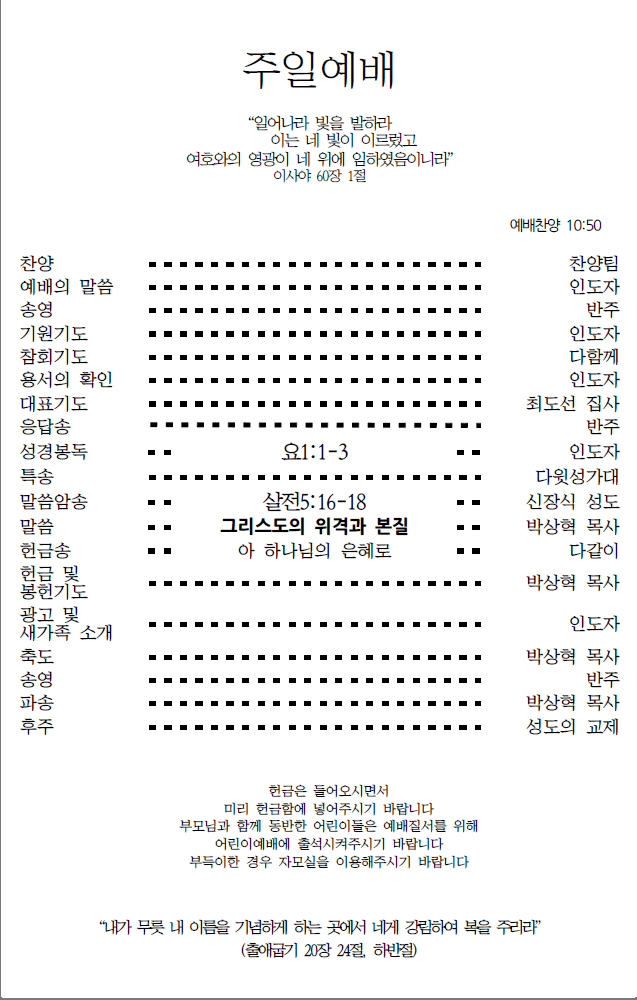 주일예배
“일어나라 빛을 발하라
이는 네 빛이 이르렀고
여호와의 영광이 네 위에 임하였음이니라”
이사야 60장 1절
예배찬양 10:50
찬양 찬양팀
예배의 말씀 인도자
송영 반주
기원기도 인도자
참회기도 다함께
용서의 확인 인도자
대표기도 최도선 집사
응답송 반주
성경봉독 요1:1-3 인도자
특송 다윗성가대
말씀암송 살전5:16-18 신장식 성도
말씀 그리스도의 위격과 본질 박상혁 목사
헌금송 아 하나님의 은혜로 다같이
헌금 및
봉헌기도 박상혁 목사
광고 및
새가족 소개 인도자
축도 박상혁 목사
송영 반주
파송 박상혁 목사
후주 성도의 교제
헌금은 들어오시면서
미리 헌금함에 넣어주시기 바랍니다
부모님과 함께 동반한 어린이들은 예배질서를 위해
어린이예배에 출석시켜주시기 바랍니다
부득이한 경우 자모실을 이용해주시기 바랍니다
“내가 무릇 내 이름을 기념하게 하는 곳에서 네게 강림하여 복을 주리라”
(출애굽기 20장 24절, 하반절)